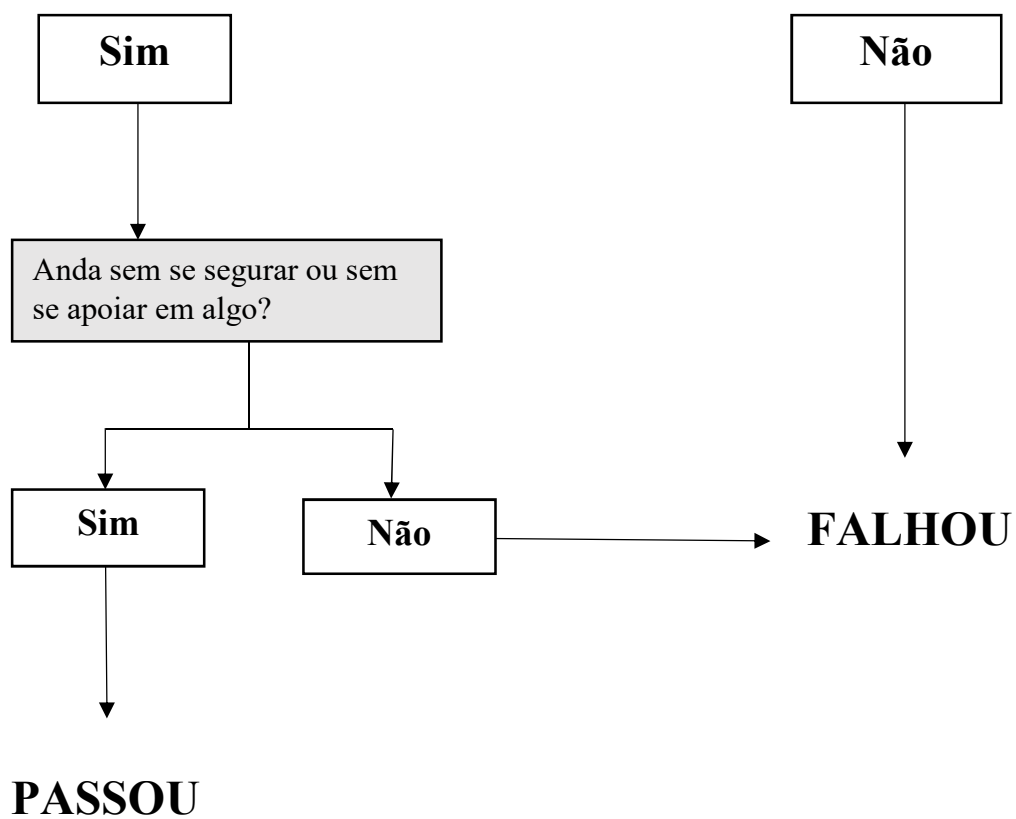 Sim
Não
Anda sem se segurar ou sem
se apoiar em algo?
Sim
Não
FALHOU
PASSOU